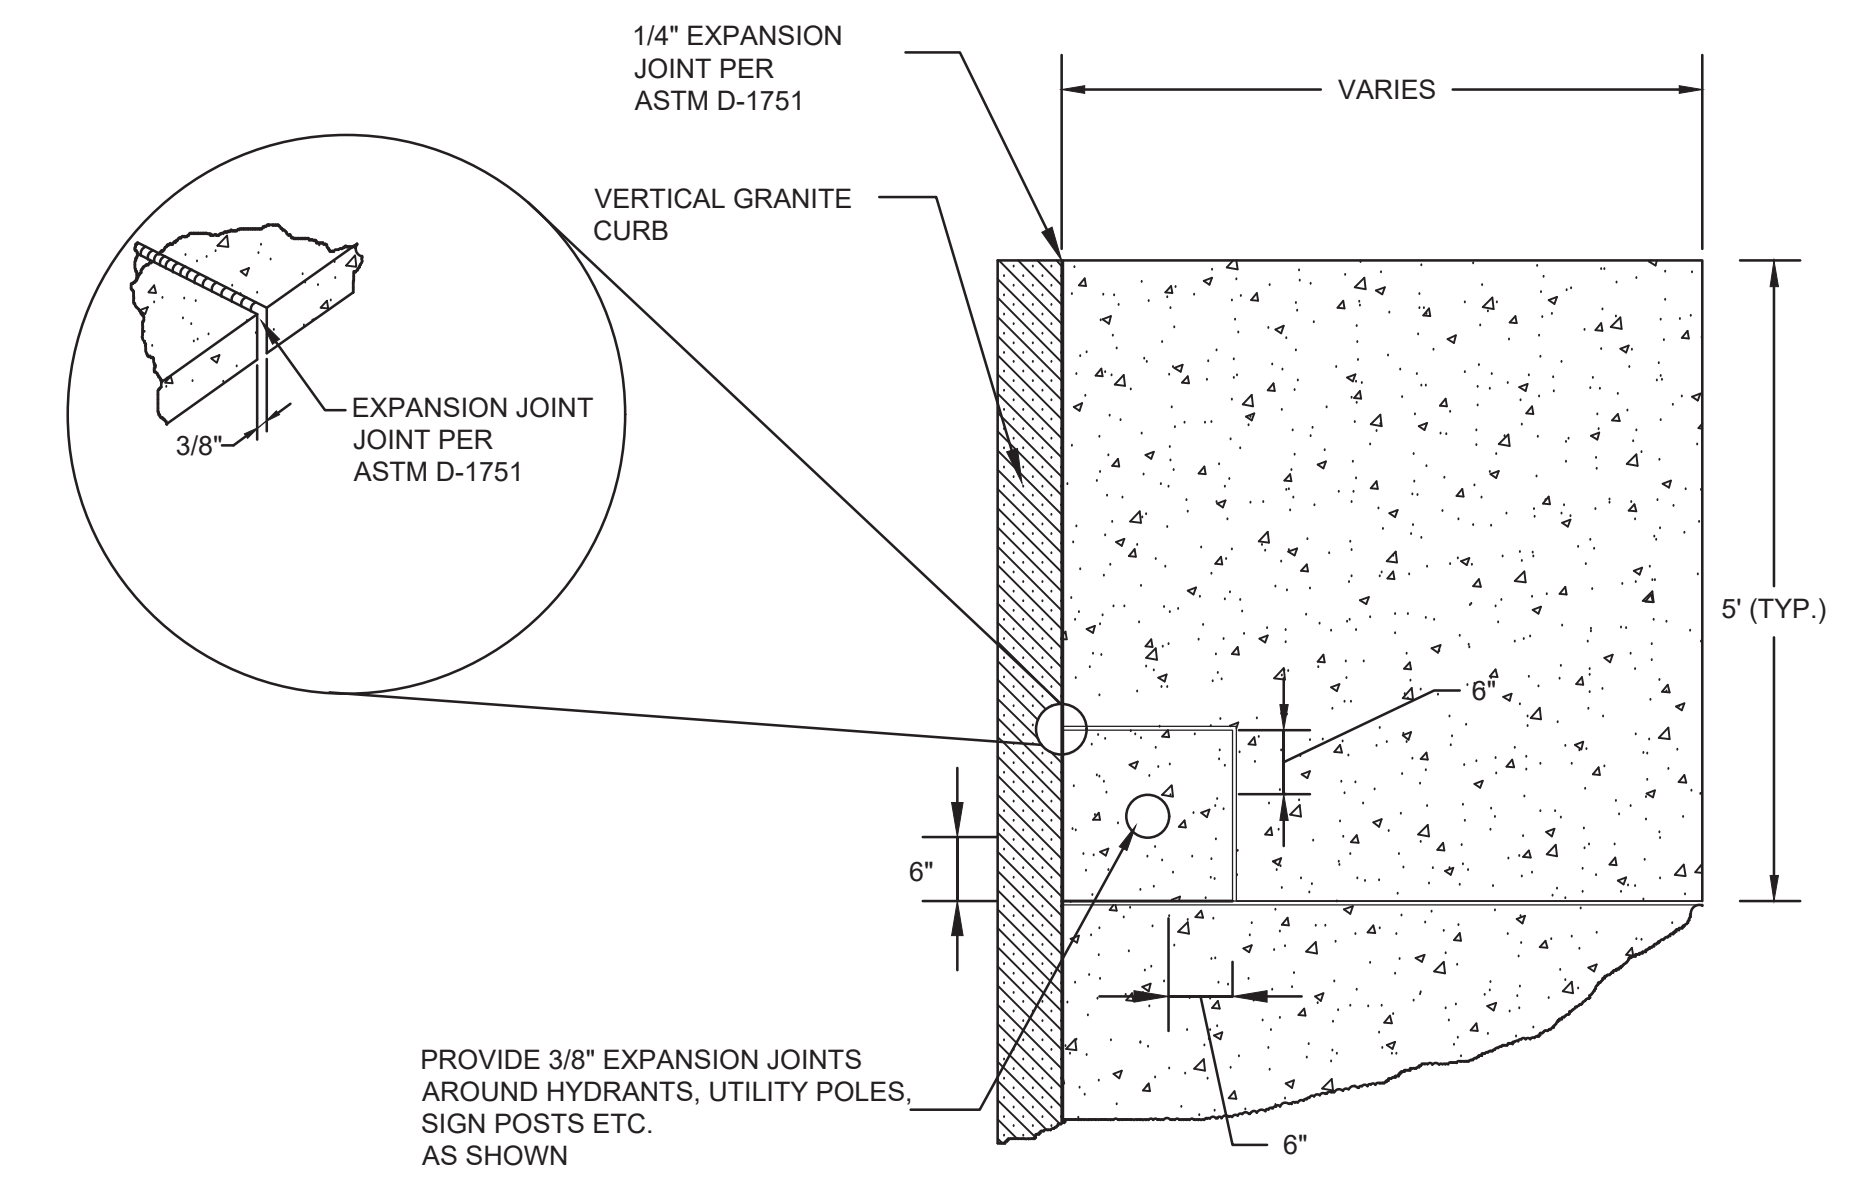 1/4" EXPANSION
JOINT PER
ASTM D-1751
VARIES
VERTICAL GRANITE
CURB
EXPANSION JOINT
JOINT PER
ASTM D-1751
3/8"
5' (TYP.)
6"
6"
PROVIDE 3/8" EXPANSION JOINTS
AROUND HYDRANTS, UTILITY POLES,
SIGN POSTS ETC.
AS SHOWN
6"